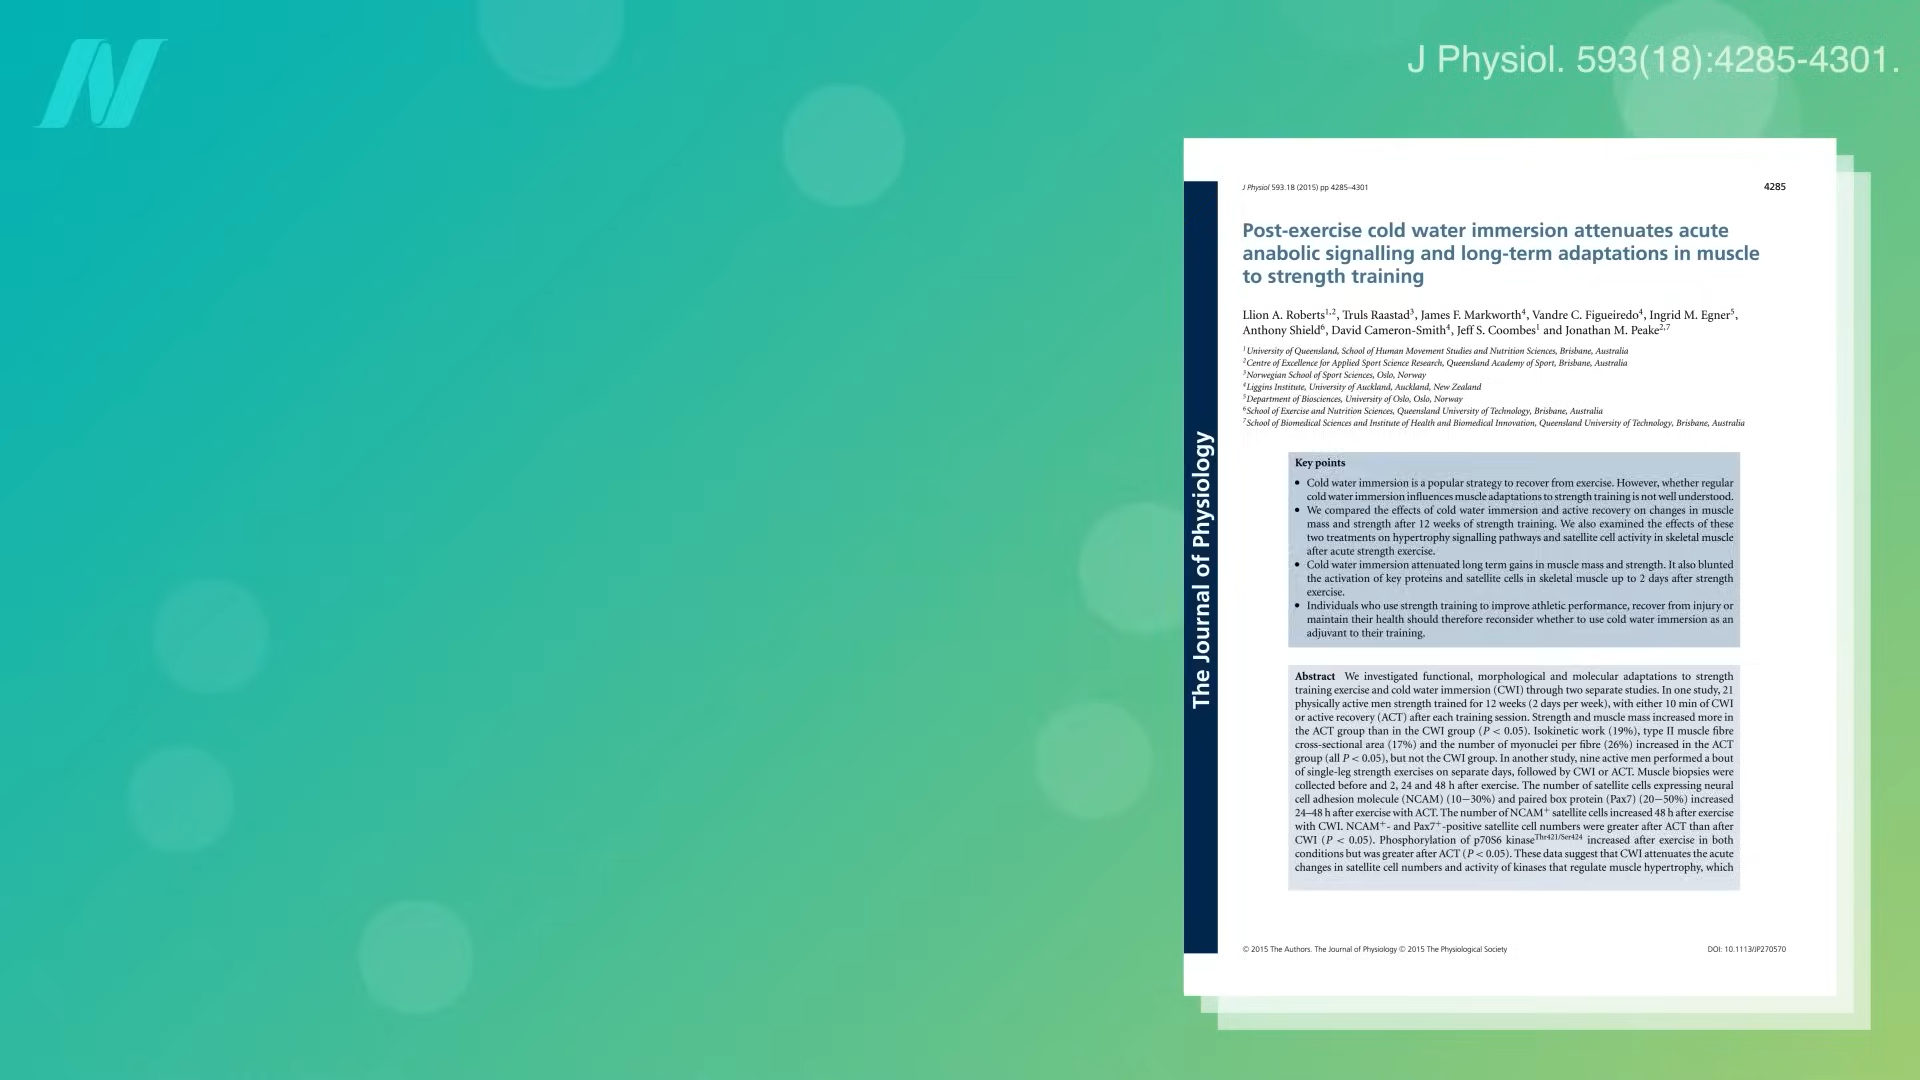 J Physiol. 593(18):4285-4301.
J Physiol 593.18 (2015) pp 4285–4301
4285
Post-exercise cold water immersion attenuates acute
anabolic signalling and long-term adaptations in muscle
to strength training
Llion A. Roberts1,2, Truls Raastad3, James F. Markworth4, Vandre C. Figueiredo4, Ingrid M. Egner5,
Anthony Shield6, David Cameron-Smith4, Jeff S. Coombes1 and Jonathan M. Peake2,7
1University of Queensland, School of Human Movement Studies and Nutrition Sciences, Brisbane, Australia
2Centre of Excellence for Applied Sport Science Research, Queensland Academy of Sport, Brisbane, Australia
3Norwegian School of Sport Sciences, Oslo, Norway
4Liggins Institute, University of Auckland, Auckland, New Zealand
5Department of Biosciences, University of Oslo, Oslo, Norway
6School of Exercise and Nutrition Sciences, Queensland University of Technology, Brisbane, Australia
7School of Biomedical Sciences and Institute of Health and Biomedical Innovation, Queensland University of Technology, Brisbane, Australia
The Journal of Physiology
Key points
• Cold water immersion is a popular strategy to recover from exercise. However, whether regular
cold water immersion influences muscle adaptations to strength training is not well understood.
• We compared the effects of cold water immersion and active recovery on changes in muscle
mass and strength after 12 weeks of strength training. We also examined the effects of these
two treatments on hypertrophy signalling pathways and satellite cell activity in skeletal muscle
after acute strength exercise.
• Cold water immersion attenuated long term gains in muscle mass and strength. It also blunted
the activation of key proteins and satellite cells in skeletal muscle up to 2 days after strength
exercise.
• Individuals who use strength training to improve athletic performance, recover from injury or
maintain their health should therefore reconsider whether to use cold water immersion as an
adjuvant to their training.
Abstract We investigated functional, morphological and molecular adaptations to strength
training exercise and cold water immersion (CWI) through two separate studies. In one study, 21
physically active men strength trained for 12 weeks (2 days per week), with either 10 min of CWI
or active recovery (ACT) after each training session. Strength and muscle mass increased more in
the ACT group than in the CWI group (P < 0.05). Isokinetic work (19%), type II muscle fibre
cross-sectional area (17%) and the number of myonuclei per fibre (26%) increased in the ACT
group (all P < 0.05), but not the CWI group. In another study, nine active men performed a bout
of single-leg strength exercises on separate days, followed by CWI or ACT. Muscle biopsies were
collected before and 2, 24 and 48 h after exercise. The number of satellite cells expressing neural
cell adhesion molecule (NCAM) (10−30%) and paired box protein (Pax7) (20−50%) increased
24–48 h after exercise with ACT. The number of NCAM+ satellite cells increased 48 h after exercise
with CWI. NCAM+- and Pax7+-positive satellite cell numbers were greater after ACT than after
CWI (P < 0.05). Phosphorylation of p70S6 kinaseThr421/Ser424 increased after exercise in both
conditions but was greater after ACT (P < 0.05). These data suggest that CWI attenuates the acute
changes in satellite cell numbers and activity of kinases that regulate muscle hypertrophy, which
© 2015 The Authors. The Journal of Physiology © 2015 The Physiological Society
DOI: 10.1113/JP270570